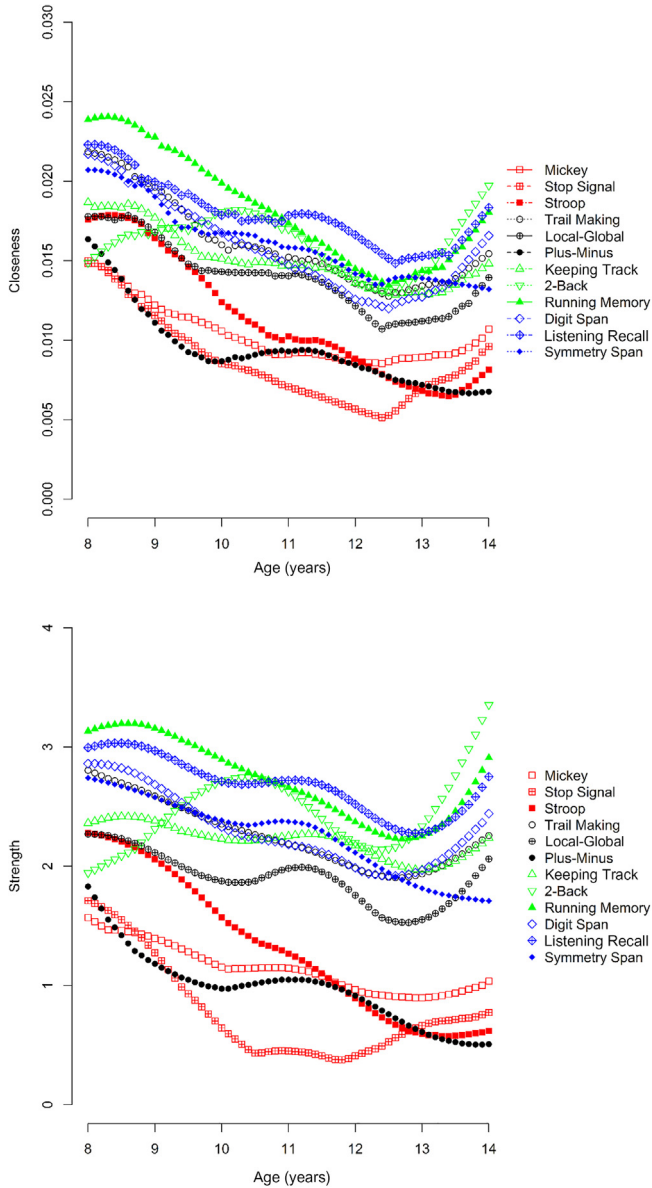 0.000 0.005 0.010 0.015 0.020 0.025 0.030
Closeness
8 9 10 11 12 13 14
Age (years)
Mickey
Stop Signal
Stroop
Trail Making
Local-Global
Plus-Minus
Keeping Track
2-Back
Running Memory
Digit Span
Listening Recall
Symmetry Span
0 1 2 3 4
Strength
8 9 10 11 12 13 14
Age (years)
Mickey
Stop Signal
Stroop
Trail Making
Local-Global
Plus-Minus
Keeping Track
2-Back
Running Memory
Digit Span
Listening Recall
Symmetry Span